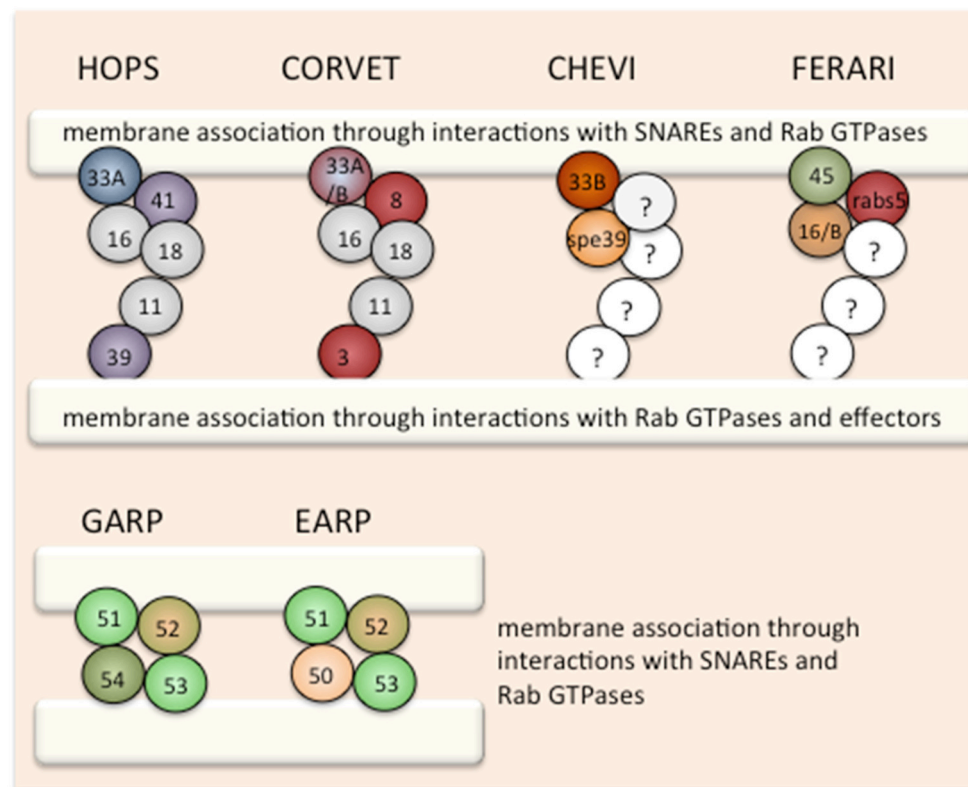 HOPS CORVET CHEVI FERARI
membrane association through interactions with SNAREs and Rab GTPases
33A 41 33A/B 8 33B ? 45 rabs5
16 18 16 18 spe39 ? 16/B ?
11 11 ? ?
39 3 ? ?
membrane association through interactions with Rab GTPases and effectors
GARP EARP
51 52 51 52
54 53 50 53
membrane association through
interactions with SNAREs and
Rab GTPases